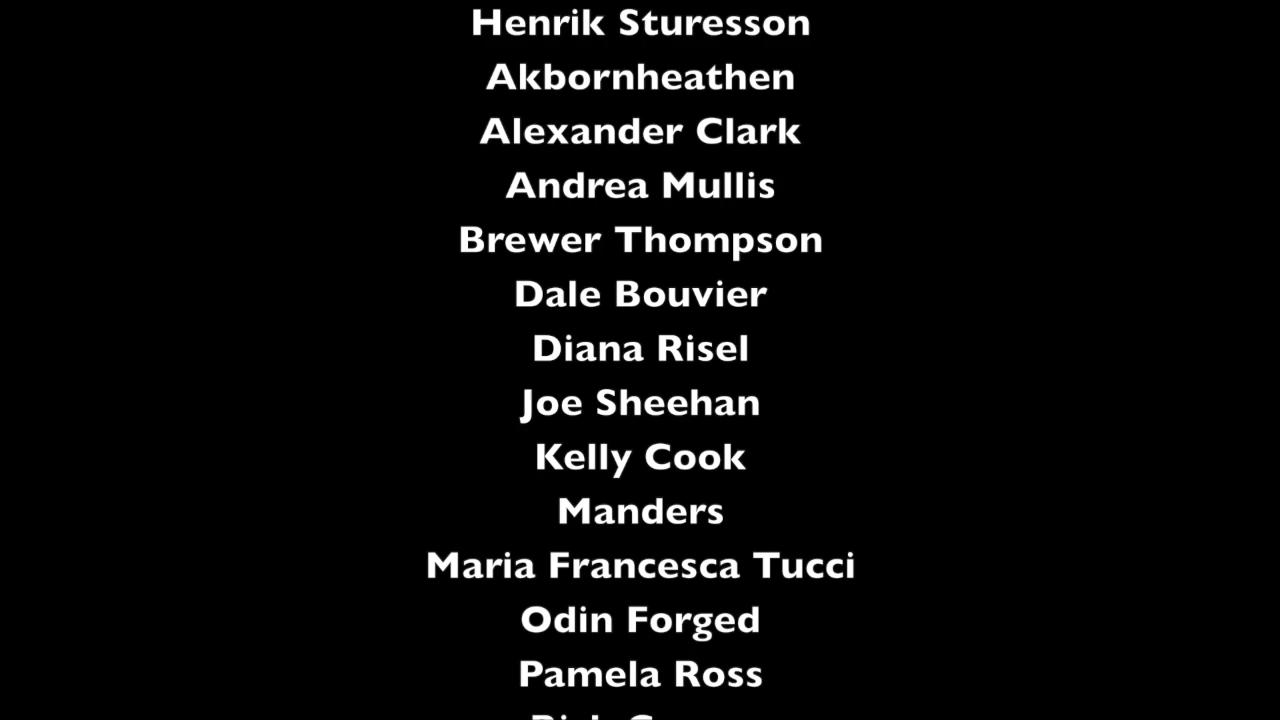 Henrik Sturesson
Akbornheathen
Alexander Clark
Andrea Mullis
Brewer Thompson
Dale Bouvier
Diana Risel
Joe Sheehan
Kelly Cook
Manders
Maria Francesca Tucci
Odin Forged
Pamela Ross